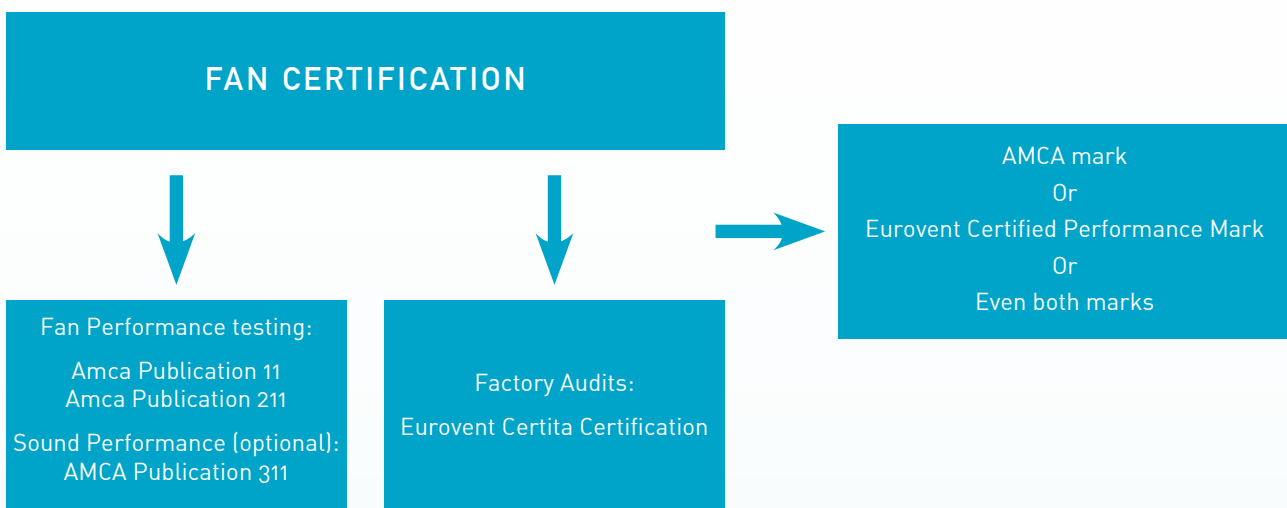 FAN CERTIFICATION
AMCA mark
Or
Eurovent Certified Performance Mark
Or
Even both marks
Fan Performance testing:
Amca Publication 11
Amca Publication 211
Sound Performance (optional):
AMCA Publication 311
Factory Audits:
Eurovent Certita Certification